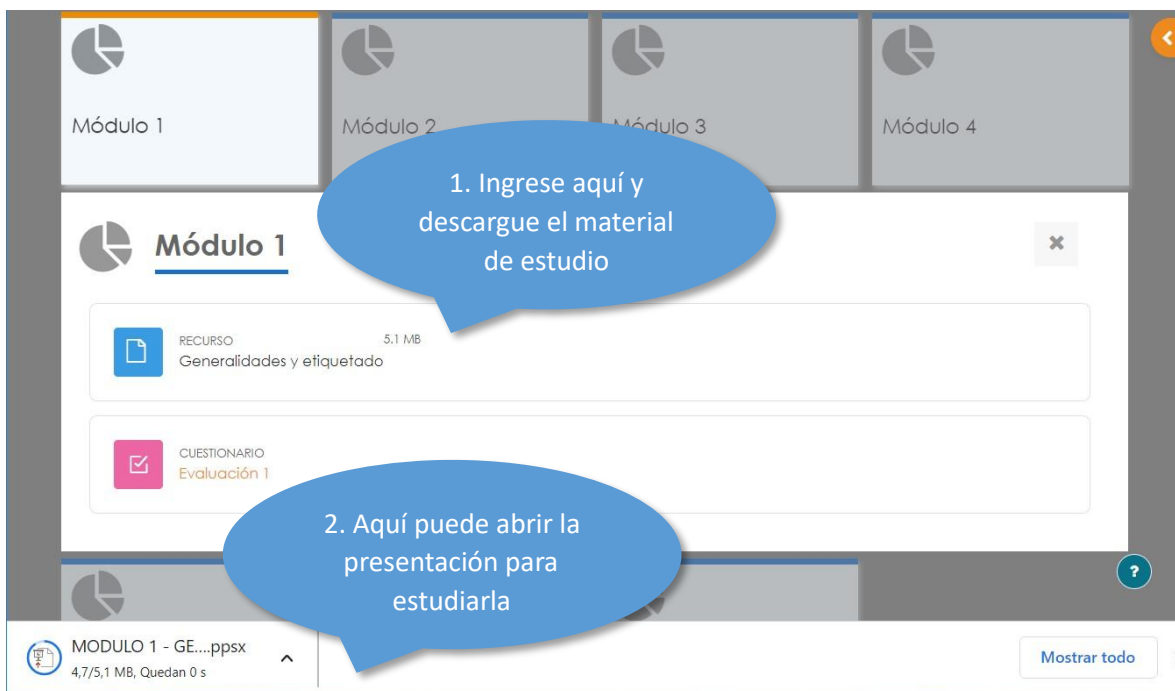 Módulo 1
Módulo 2
Módulo 3
Módulo 4
1. Ingrese aquí y
descargue el material
de estudio
Módulo 1
RECURSO 5.1 MB
Generalidades y etiquetado
CUESTIONARIO
Evaluación 1
2. Aquí puede abrir la
presentación para
estudiarla
?
MODULO 1 - GE....ppsx
4,7/5,1 MB, Quedan 0 s
Mostrar todo